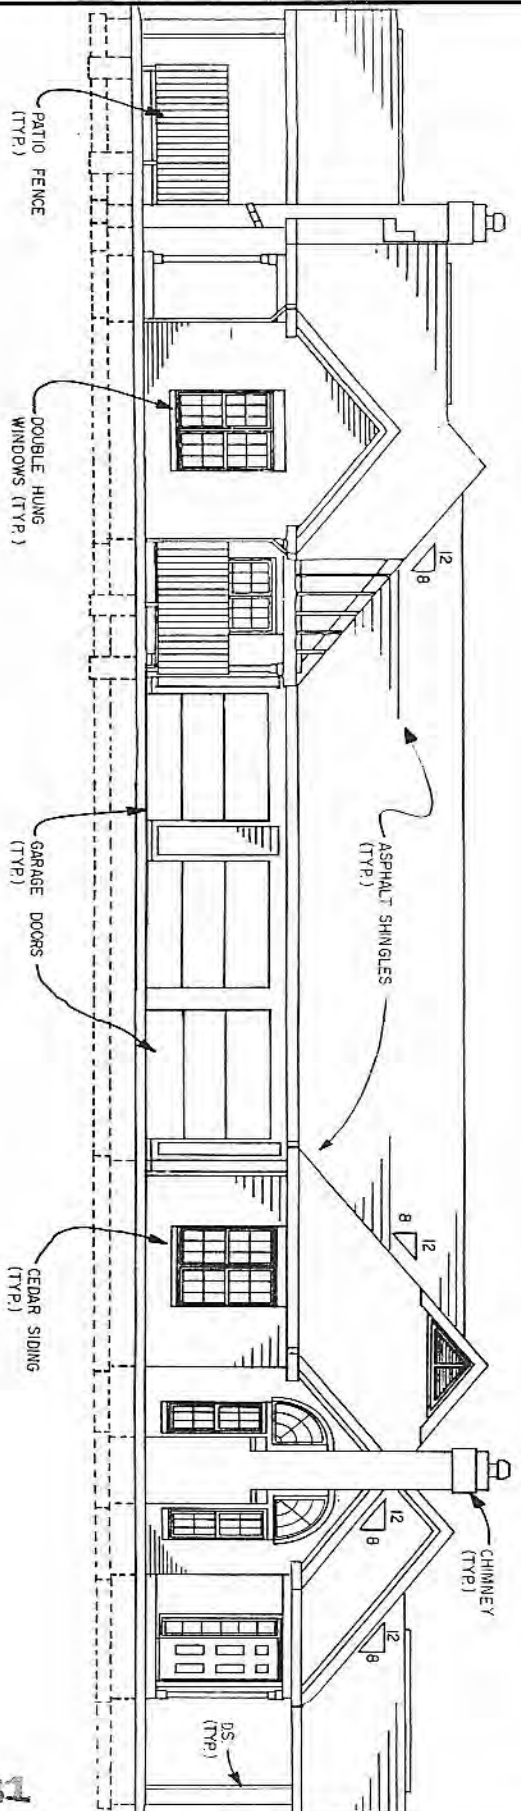 PATIO FENCE
(TYP.)
DOUBLE HUNG
WINDOWS (TYP.)
12
8
ASPHALT SHINGLES
(TYP.)
GARAGE DOORS
(TYP.)
8
12
CEDAR SIDING
(TYP.)
12
8
CHIMNEY
(TYP.)
12
8
DS.
(TYP.)